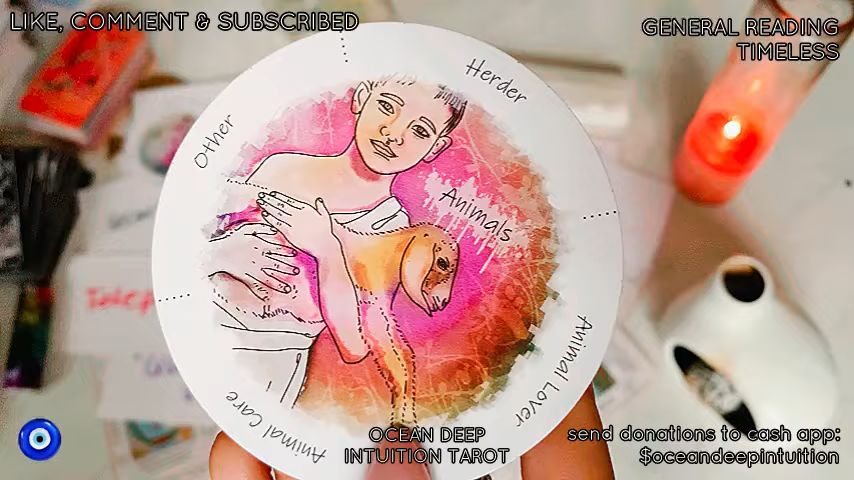 LIKE, COMMENT & SUBSCRIBED
GENERAL READING
TIMELESS
Herder
Other
Animals
Animal Lover
Animal Care
OCEAN DEEP
INTUITION TAROT
send donations to cash app:
$oceandeepintuition